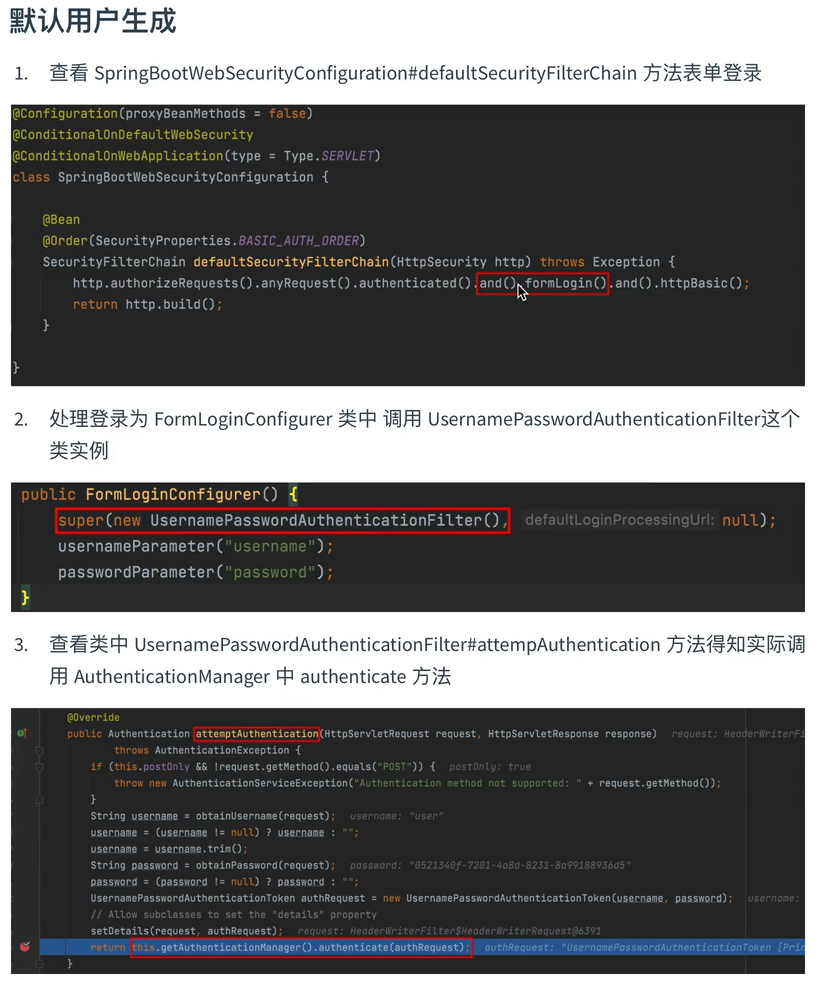 默认用户生成
1. 查看 SpringBootWebSecurityConfiguration#defaultSecurityFilterChain 方法表单登录
@Configuration(proxyBeanMethods = false)
@ConditionalOnDefaultWebSecurity
@ConditionalOnWebApplication(type = Type.SERVLET)
class SpringBootWebSecurityConfiguration {
@Bean
@Order(SecurityProperties.BASIC_AUTH_ORDER)
SecurityFilterChain defaultSecurityFilterChain(HttpSecurity http) throws Exception {
http.authorizeRequests().anyRequest().authenticated().and().formLogin().and().httpBasic();
return http.build();
}
}
2. 处理登录为 FormLoginConfigurer 类中 调用 UsernamePasswordAuthenticationFilter这个
类实例
public FormLoginConfigurer() {
super(new UsernamePasswordAuthenticationFilter(), defaultLoginProcessingUrl: null);
usernameParameter("username");
passwordParameter("password");
}
3. 查看类中 UsernamePasswordAuthenticationFilter#attempAuthentication 方法得知实际调
用 AuthenticationManager 中 authenticate 方法
@Override
public Authentication attemptAuthentication(HttpServletRequest request, HttpServletResponse response) request: HeaderWriterFi
throws AuthenticationException {
if (this.postOnly && !request.getMethod().equals("POST")) { postOnly: true
throw new AuthenticationServiceException("Authentication method not supported: " + request.getMethod());
}
String username = obtainUsername(request); username: "user"
username = (username != null) ? username : "";
username = username.trim();
String password = obtainPassword(request); password: "0521340f-7201-4a8d-8231-8a99188936d5"
password = (password != null) ? password : "";
UsernamePasswordAuthenticationToken authRequest = new UsernamePasswordAuthenticationToken(username, password); username:
// Allow subclasses to set the "details" property
setDetails(request, authRequest); request: HeaderWriterFilter$HeaderWriterRequest@6391
return this.getAuthenticationManager().authenticate(authRequest); authRequest: "UsernamePasswordAuthenticationToken [Prin
}